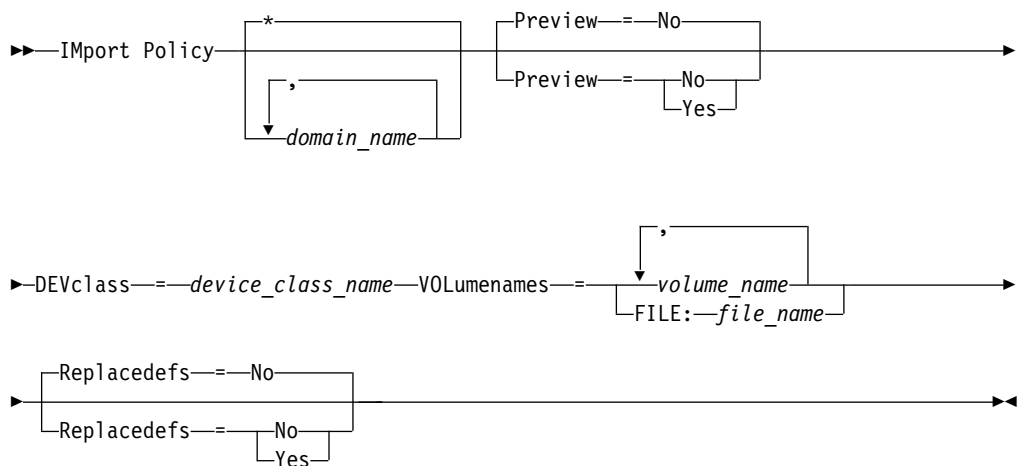 *
Preview = No
IMport Policy
,
Preview = No
Yes
domain_name
,
DEVclass = device_class_name VOLumenames = volume_name
FILE: file_name
Replacedefs = No
Replacedefs = No
Yes